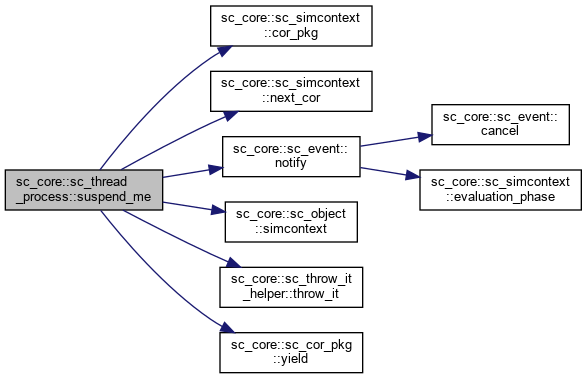 sc_core::sc_simcontext
::cor_pkg
sc_core::sc_simcontext
::next_cor
sc_core::sc_event::
cancel
sc_core::sc_event::
notify
sc_core::sc_thread
_process::suspend_me
sc_core::sc_simcontext
::evaluation_phase
sc_core::sc_object
::simcontext
sc_core::sc_throw_it
_helper::throw_it
sc_core::sc_cor_pkg
::yield